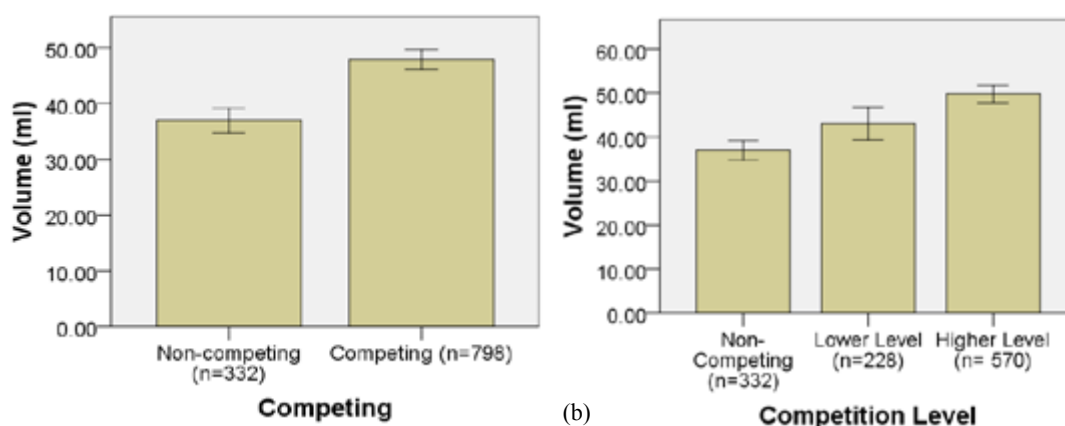 Volume (ml)
50.00
40.00
30.00
20.00
10.00
0.00
Non-competing
(n=332)
Competing (n=798)
Competing
(b)
Volume (ml)
60.00
50.00
40.00
30.00
20.00
10.00
00.00
Non-
Competing
(n=332)
Lower Level
(n=228)
Higher Level
(n= 570)
Competition Level